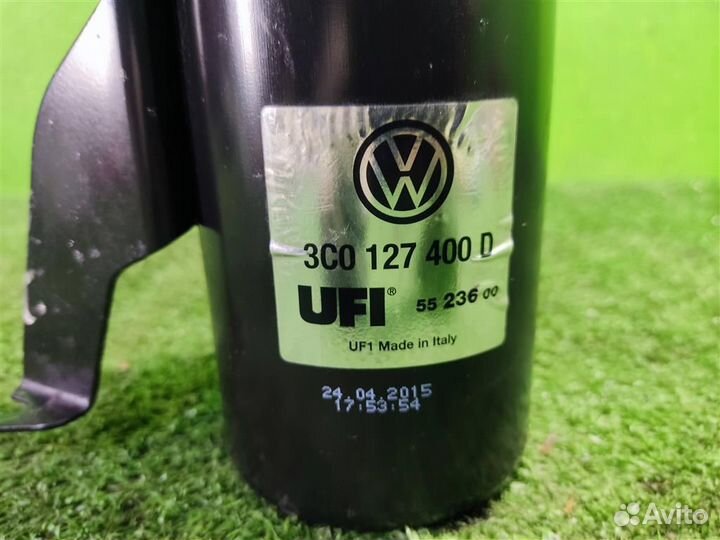 3C0 127 400 D
UFI® 55 236 00
UF1 Made in Italy
24.04.2015
17:53:54
Avito